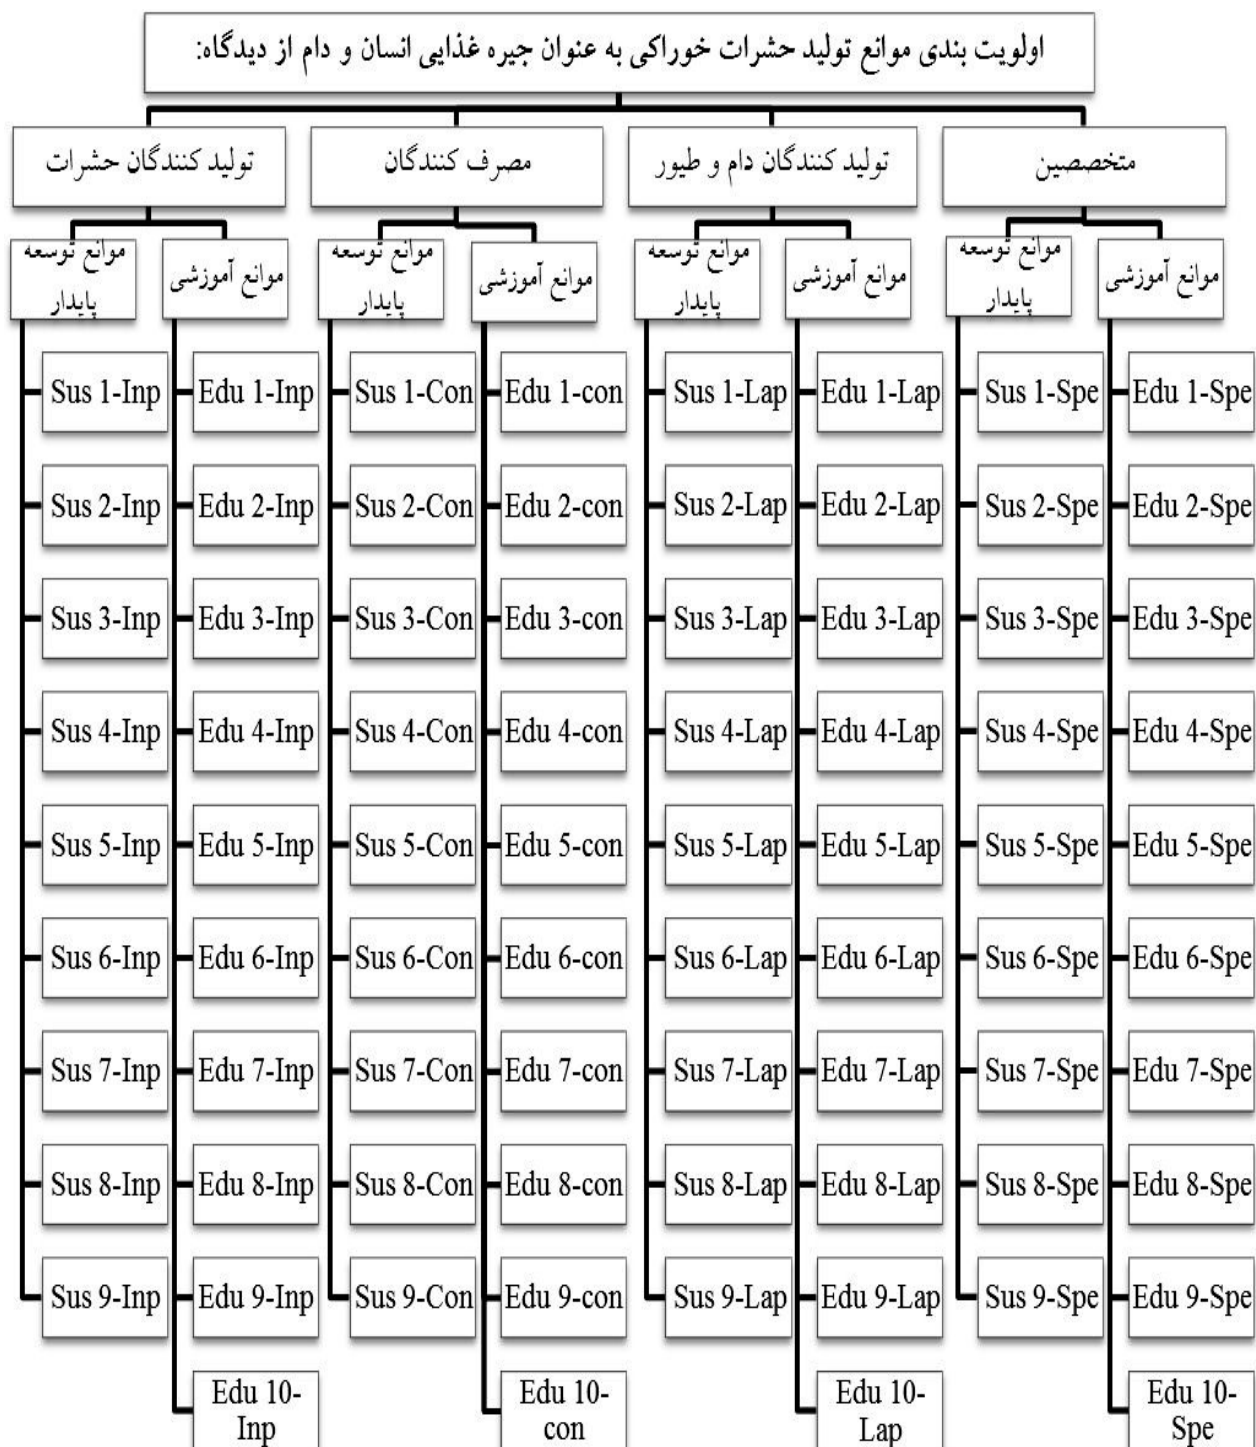 اولویت بندی موانع تولید حشرات خوراکی به عنوان جیره غذایی انسان و دام از دیدگاه:
متخصصین
تولید کنندگان دام و طیور
مصرف کنندگان
تولید کنندگان حشرات
موانع آموزشی
موانع توسعه
پایدار
موانع آموزشی
موانع توسعه
پایدار
موانع آموزشی
موانع توسعه
پایدار
موانع آموزشی
موانع توسعه
پایدار
Sus 1-Inp
Edu 1-Inp
Sus 1-Con
Edu 1-con
Sus 1-Lap
Edu 1-Lap
Sus 1-Spe
Edu 1-Spe
Sus 2-Inp
Edu 2-Inp
Sus 2-Con
Edu 2-con
Sus 2-Lap
Edu 2-Lap
Sus 2-Spe
Edu 2-Spe
Sus 3-Inp
Edu 3-Inp
Sus 3-Con
Edu 3-con
Sus 3-Lap
Edu 3-Lap
Sus 3-Spe
Edu 3-Spe
Sus 4-Inp
Edu 4-Inp
Sus 4-Con
Edu 4-con
Sus 4-Lap
Edu 4-Lap
Sus 4-Spe
Edu 4-Spe
Sus 5-Inp
Edu 5-Inp
Sus 5-Con
Edu 5-con
Sus 5-Lap
Edu 5-Lap
Sus 5-Spe
Edu 5-Spe
Sus 6-Inp
Edu 6-Inp
Sus 6-Con
Edu 6-con
Sus 6-Lap
Edu 6-Lap
Sus 6-Spe
Edu 6-Spe
Sus 7-Inp
Edu 7-Inp
Sus 7-Con
Edu 7-con
Sus 7-Lap
Edu 7-Lap
Sus 7-Spe
Edu 7-Spe
Sus 8-Inp
Edu 8-Inp
Sus 8-Con
Edu 8-con
Sus 8-Lap
Edu 8-Lap
Sus 8-Spe
Edu 8-Spe
Sus 9-Inp
Edu 9-Inp
Sus 9-Con
Edu 9-con
Sus 9-Lap
Edu 9-Lap
Sus 9-Spe
Edu 9-Spe
Edu 10-
Inp
Edu 10-
con
Edu 10-
Lap
Edu 10-
Spe